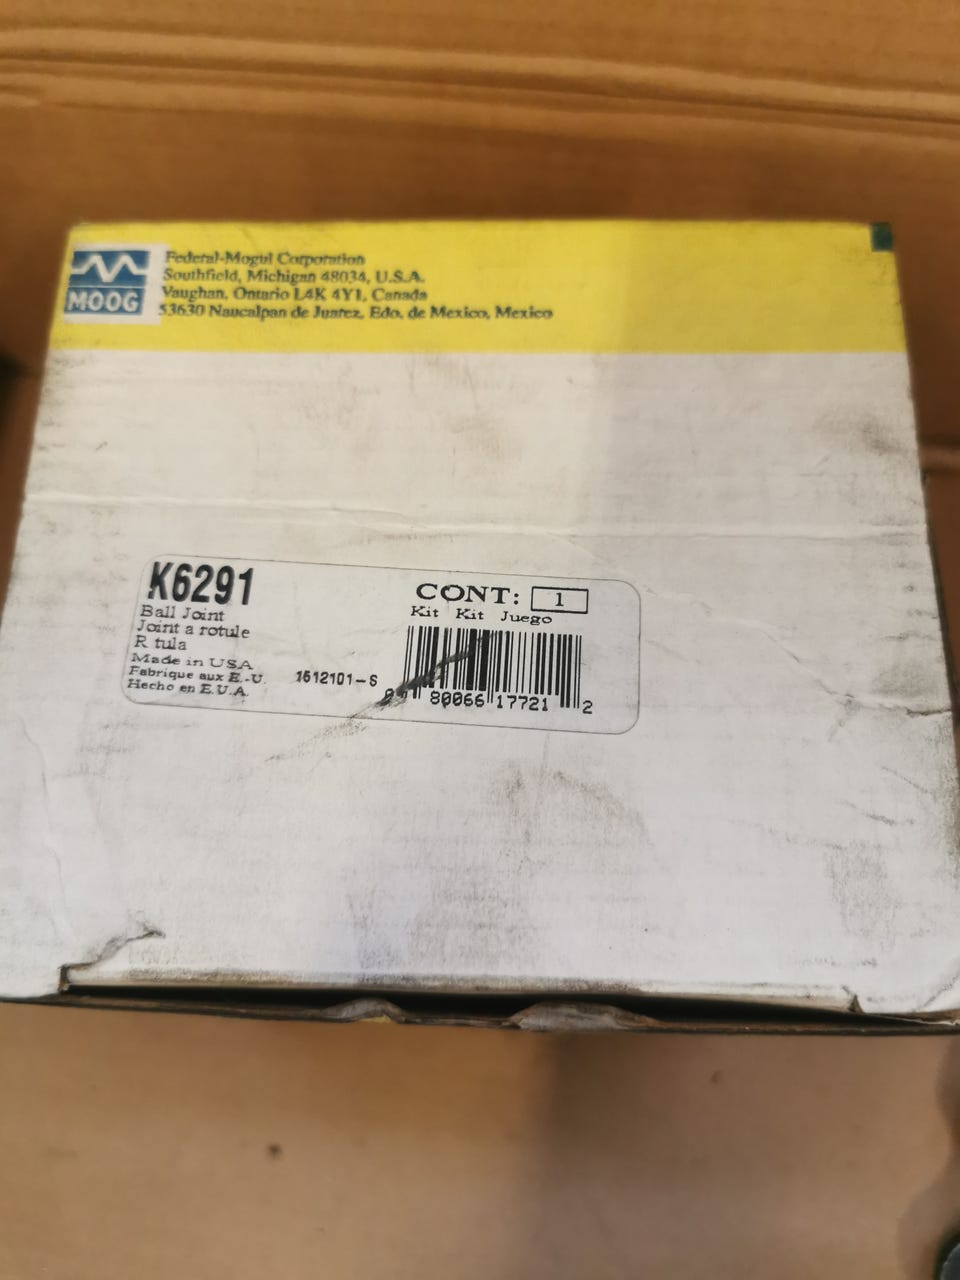 MOOG
Federal-Mogul Corporation
Southfield, Michigan 48034, U.S.A.
Vaughan, Ontario L4K 4Y1, Canada
53630 Naucalpan de Juarez, Edo. de Mexico, Mexico
K6291
Ball Joint
Joint a rotule
R tula
Made in USA
Fabrique aux E.-U.
Hecho en E.U.A.
1512101-S
CONT: 1
Kit Kit Juego
80066 17721 2